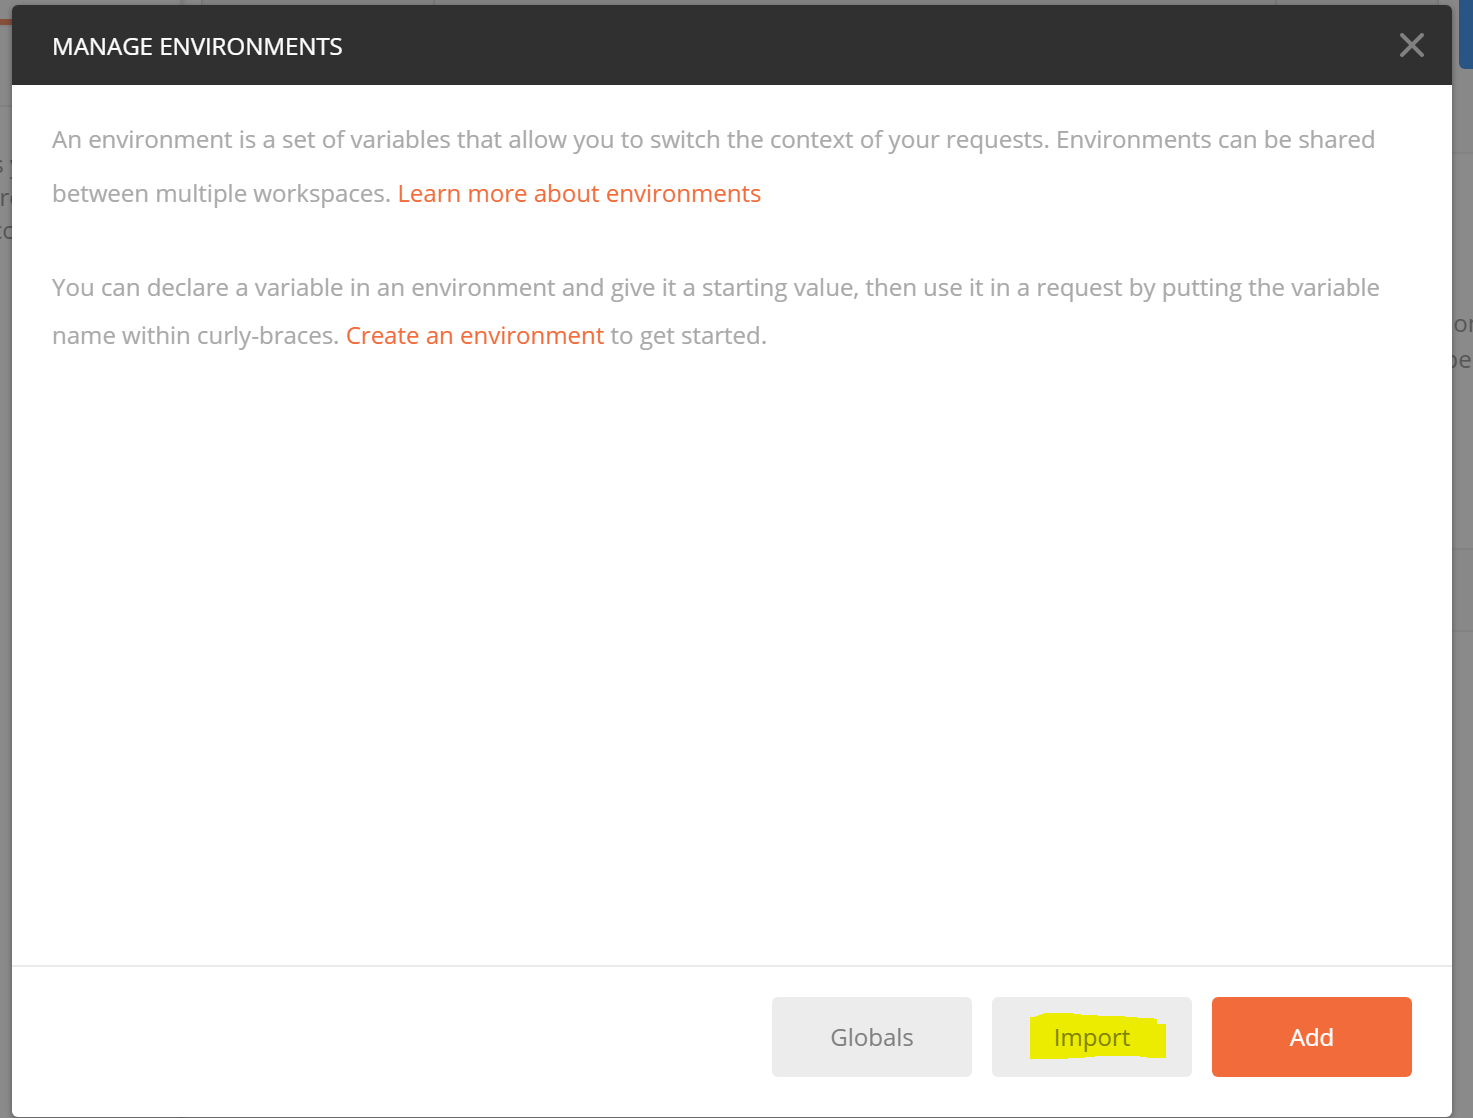 MANAGE ENVIRONMENTS
An environment is a set of variables that allow you to switch the context of your requests. Environments can be shared
between multiple workspaces. Learn more about environments
You can declare a variable in an environment and give it a starting value, then use it in a request by putting the variable
name within curly-braces. Create an environment to get started.
Globals
Import
Add